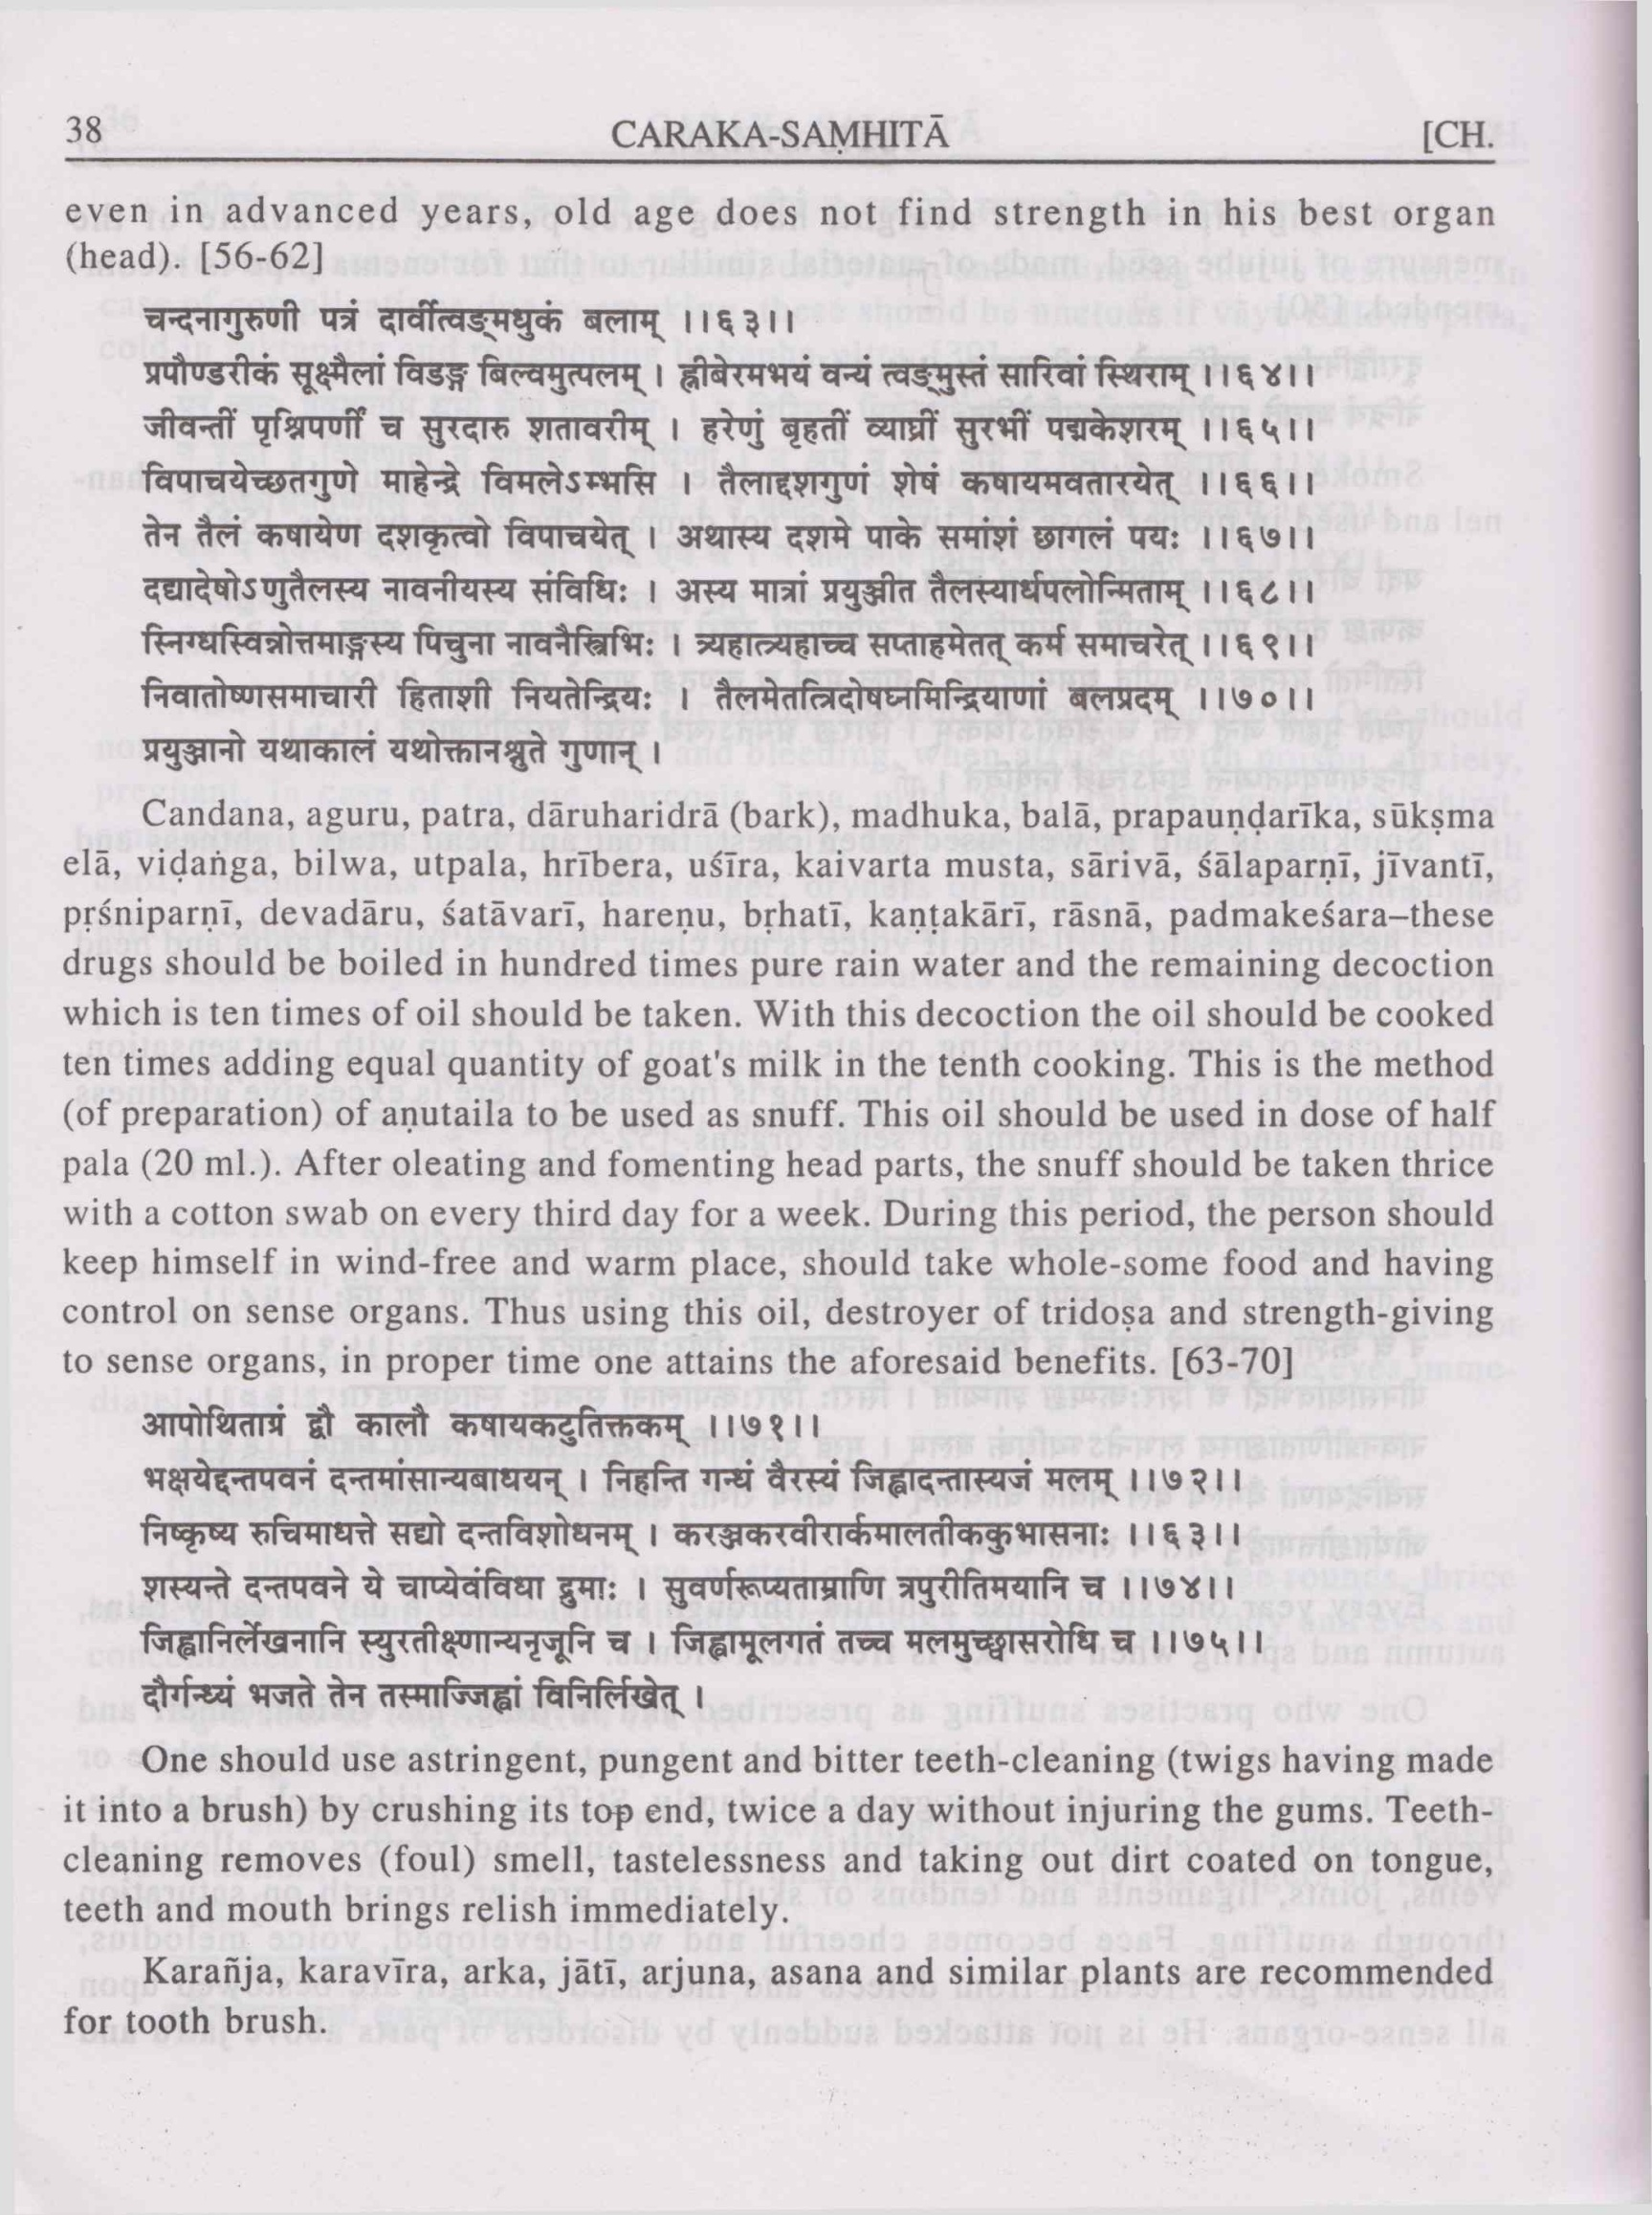 38 CARAKA-SAṂHITĀ [CH.
even in advanced years, old age does not find strength in his best organ
(head). [56-62]
चन्दनागुरुणी पत्रं दार्वीत्वङ्मधुकं बलाम् ।।६३।।
प्रपौण्डरीकं सूक्ष्मैलां विडङ्ग बिल्वमुत्पलम् । ह्रीबेरमभयं वन्यं त्वङ्मुस्तं सारिवां स्थिराम् ।।६४।।
जीवन्तीं पृश्निपर्णीं च सुरदारु शतावरीम् । हरेणुं बृहतीं व्याघ्रीं सुरभीं पद्मकेशरम् ।।६५।।
विपाचयेच्छतगुणे माहेन्द्रे विमलेऽम्भसि । तैलाद्दशगुणं शेषं कषायमवतारयेत् ।।६६।।
तेन तैलं कषायेण दशकृत्वो विपाचयेत् । अथास्य दशमे पाके समांशं छागलं पयः ।।६७।।
दद्यादेषोऽणुतैलस्य नावनीयस्य संविधिः । अस्य मात्रां प्रयुञ्जीत तैलस्यार्धपलोन्मिताम् ।।६८।।
स्निग्धस्विन्नोत्तमाङ्गस्य पिचुना नावनैस्त्रिभिः । त्र्यहात्र्यहाच्च सप्ताहमेतत् कर्म समाचरेत् ।।६९।।
निवातोष्णसमाचारी हिताशी नियतेन्द्रियः । तैलमेतत्त्रिदोषघ्नमिन्द्रियाणां बलप्रदम् ।।७०।।
प्रयुञ्जानो यथाकालं यथोक्तानश्नुते गुणान् ।
Candana, aguru, patra, dāruharidrā (bark), madhuka, balā, prapauṇḍarīka, sūkṣma
elā, viḍaṅga, bilwa, utpala, hrībera, uśīra, kaivarta musta, sārivā, śālaparṇī, jīvantī,
pṛśniparṇī, devadāru, śatāvarī, hareṇu, bṛhatī, kaṇṭakārī, rāsnā, padmakeśara–these
drugs should be boiled in hundred times pure rain water and the remaining decoction
which is ten times of oil should be taken. With this decoction the oil should be cooked
ten times adding equal quantity of goat's milk in the tenth cooking. This is the method
(of preparation) of aṇutaila to be used as snuff. This oil should be used in dose of half
pala (20 ml.). After oleating and fomenting head parts, the snuff should be taken thrice
with a cotton swab on every third day for a week. During this period, the person should
keep himself in wind-free and warm place, should take whole-some food and having
control on sense organs. Thus using this oil, destroyer of tridoṣa and strength-giving
to sense organs, in proper time one attains the aforesaid benefits. [63-70]
आपोथिताग्रं द्वौ कालौ कषायकटुतिक्तकम् ।।७१।।
भक्षयेद्दन्तपवनं दन्तमांसान्यबाधयन् । निहन्ति गन्धं वैरस्यं जिह्वादन्तास्यजं मलम् ।।७२।।
निष्कृष्य रुचिमाधत्ते सद्यो दन्तविशोधनम् । करञ्जकरवीरार्कमालतीककुभासनाः ।।६३।।
शस्यन्ते दन्तपवने ये चाप्येवंविधा द्रुमाः । सुवर्णरूप्यताम्राणि त्रपुरीतिमयानि च ।।७४।।
जिह्वानिर्लेखनानि स्युरतीक्ष्णान्यनृजूनि च । जिह्वामूलगतं तच्च मलमुच्छ्वासरोधि च ।।७५।।
दौर्गन्ध्यं भजते तेन तस्माज्जिह्वां विनिर्लिखेत् ।
One should use astringent, pungent and bitter teeth-cleaning (twigs having made
it into a brush) by crushing its top end, twice a day without injuring the gums. Teeth-
cleaning removes (foul) smell, tastelessness and taking out dirt coated on tongue,
teeth and mouth brings relish immediately.
Karañja, karavīra, arka, jātī, arjuna, asana and similar plants are recommended
for tooth brush.